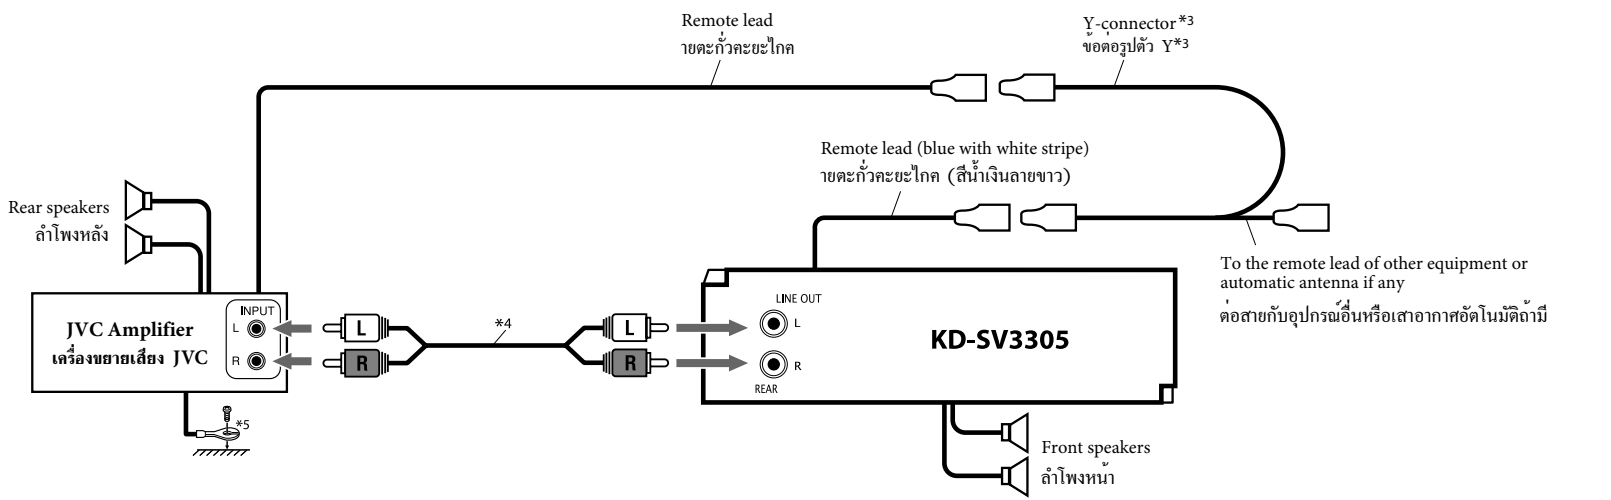 Remote lead
ายตะกั่วตะยะไกต
Y-connector*3
ข้อต่อรูปตัว Y*3
Remote lead (blue with white stripe)
ายตะกั่วตะยะไกต (สีน้ำเงินลายขาว)
Rear speakers
ลำโพงหลัง
To the remote lead of other equipment or
automatic antenna if any
ต่อสายกับอุปกรณ์อื่นหรือเสาอากาศอัตโนมัติถ้ามี
JVC Amplifier
เครื่องขยายเสียง JVC
INPUT
L
R
L
R
*4
L
R
LINE OUT
L
R
REAR
KD-SV3305
*5
Front speakers
ลำโพงหน้า